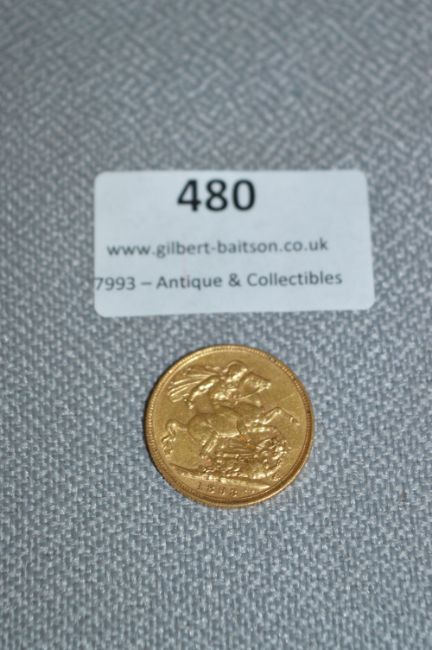 480
www.gilbert-baitson.co.uk
7993 – Antique & Collectibles